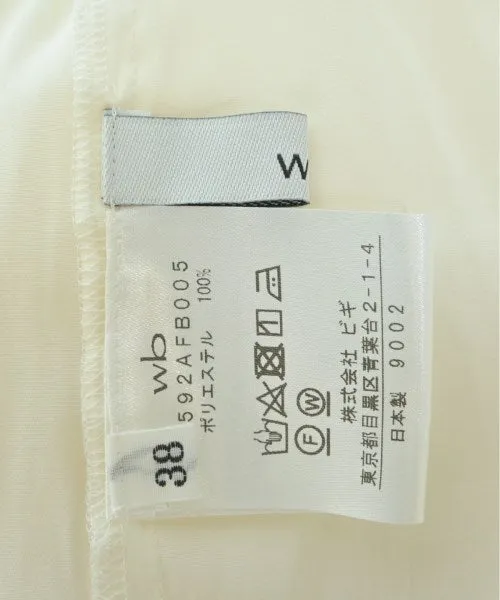 W
wb
592AFB005
ポリエステル 100%
F W
株式会社 ビギ
東京都目黒区青葉台2-1-4
日本製 9002
38